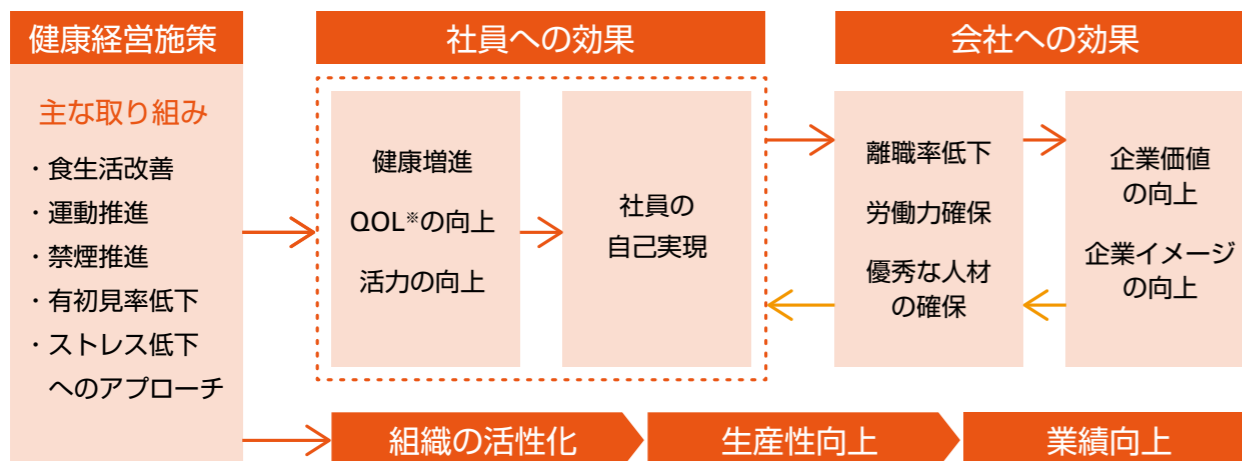 健康経営施策
主な取り組み
・食生活改善
・運動推進
・禁煙推進
・有初見率低下
・ストレス低下
へのアプローチ
社員への効果
健康増進
QOL※の向上
活力の向上
社員の
自己実現
会社への効果
離職率低下
労働力確保
優秀な人材
の確保
企業価値
の向上
企業イメージ
の向上
組織の活性化
生産性向上
業績向上